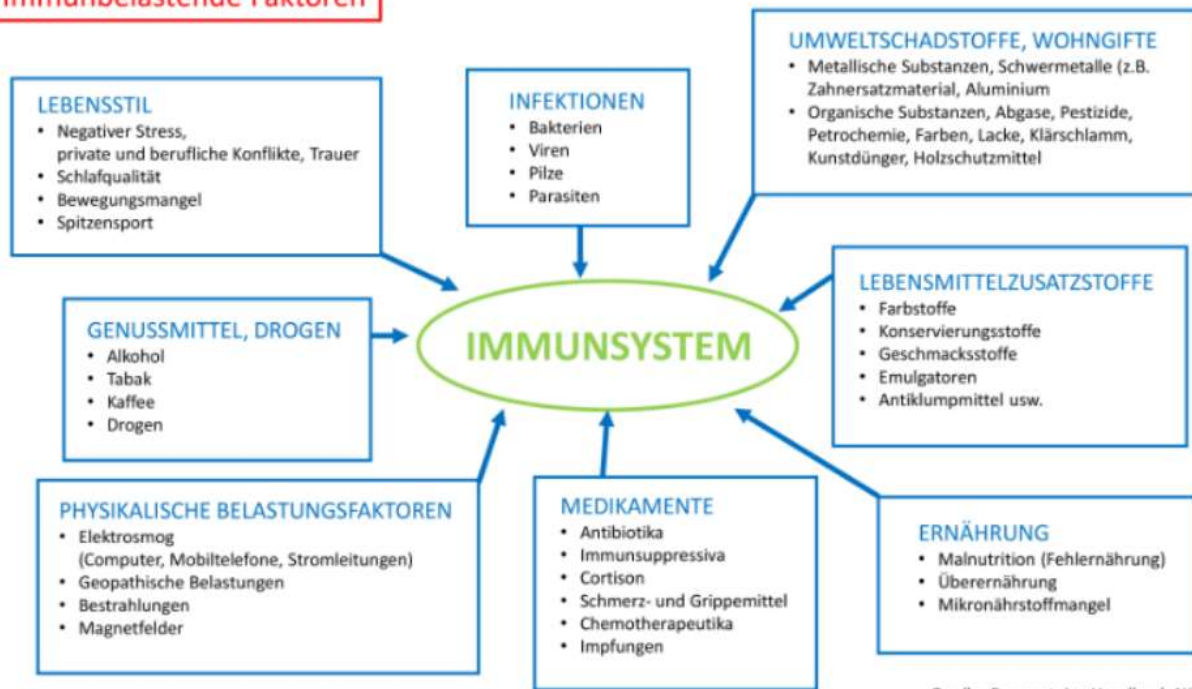 Immunbelastende Faktoren
UMWELTSCHADSTOFFE, WOHNGIFTE
• Metallische Substanzen, Schwermetalle (z.B.
Zahnersatzmaterial, Aluminium
• Organische Substanzen, Abgase, Pestizide,
Petrochemie, Farben, Lacke, Klärschlamm,
Kunstdünger, Holzschutzmittel
LEBENSSTIL
• Negativer Stress,
private und berufliche Konflikte, Trauer
• Schlafqualität
• Bewegungsmangel
• Spitzensport
INFEKTIONEN
• Bakterien
• Viren
• Pilze
• Parasiten
LEBENSMITTELZUSATZSTOFFE
• Farbstoffe
• Konservierungsstoffe
• Geschmacksstoffe
• Emulgatoren
• Antiklumpmittel usw.
GENUSSMITTEL, DROGEN
• Alkohol
• Tabak
• Kaffee
• Drogen
IMMUNSYSTEM
PHYSIKALISCHE BELASTUNGSFAKTOREN
• Elektrosmog
(Computer, Mobiltelefone, Stromleitungen)
• Geopathische Belastungen
• Bestrahlungen
• Magnetfelder
MEDIKAMENTE
• Antibiotika
• Immunsuppressiva
• Cortison
• Schmerz- und Grippemittel
• Chemotherapeutika
• Impfungen
ERNÄHRUNG
• Malnutrition (Fehlernährung)
• Überernährung
• Mikronährstoffmangel